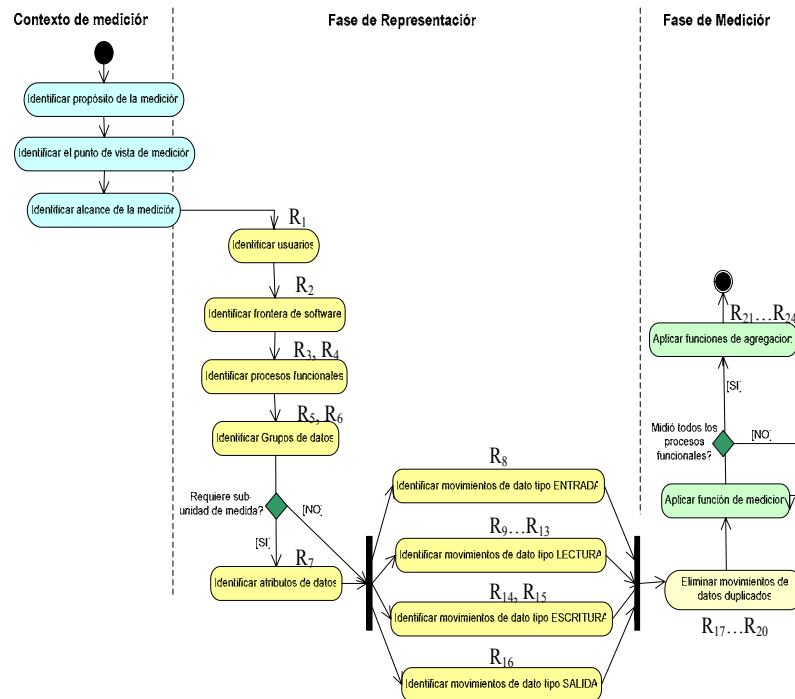 Contexto de medición
Fase de Representación
Fase de Medición
Identificar propósito de la medición
Identificar el punto de vista de medición
Identificar alcance de la medición
R1
Identificar usuarios
R2
Identificar frontera de software
R3, R4
Identificar procesos funcionales
R5, R6
Identificar Grupos de datos
Requiere sub-
unidad de medida?
[NO]
[SI]
R7
Identificar atributos de datos
R8
Identificar movimientos de dato tipo ENTRADA
R9…R13
Identificar movimientos de dato tipo LECTURA
R14, R15
Identificar movimientos de dato tipo ESCRITURA
R16
Identificar movimientos de dato tipo SALIDA
R21…R24
Aplicar funciones de agregacion:
[SI]
Midió todos los
procesos
funcionales?
[NO]
Aplicar función de medicion
Eliminar movimientos de
datos duplicados
R17…R20